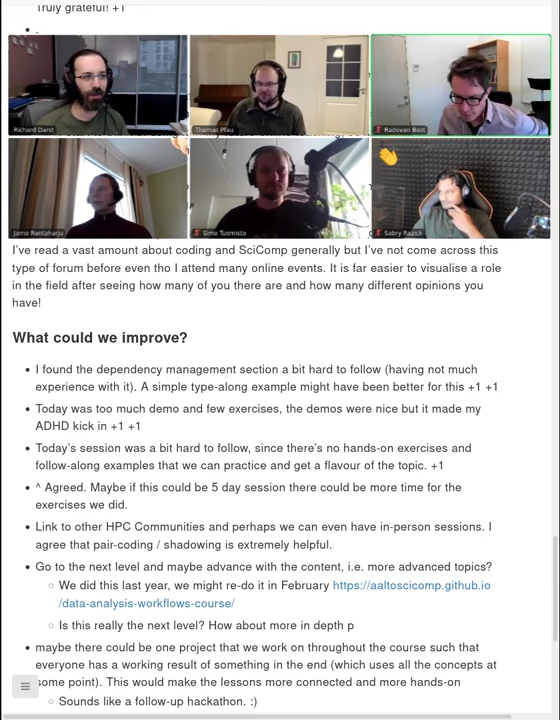 Truly grateful! +1
Richard Darst
Thomas Pfau
Radovan Bast
Jarno Rantaharju
Simo Tuomisto
Sabry Razick
I've read a vast amount about coding and SciComp generally but I've not come across this
type of forum before even tho I attend many online events. It is far easier to visualise a role
in the field after seeing how many of you there are and how many different opinions you
have!
What could we improve?
• I found the dependency management section a bit hard to follow (having not much
experience with it). A simple type-along example might have been better for this +1 +1
• Today was too much demo and few exercises, the demos were nice but it made my
ADHD kick in +1 +1
• Today's session was a bit hard to follow, since there's no hands-on exercises and
follow-along examples that we can practice and get a flavour of the topic. +1
• ^ Agreed. Maybe if this could be 5 day session there could be more time for the
exercises we did.
• Link to other HPC Communities and perhaps we can even have in-person sessions. I
agree that pair-coding / shadowing is extremely helpful.
• Go to the next level and maybe advance with the content, i.e. more advanced topics?
◦ We did this last year, we might re-do it in February https://aaltoscicomp.github.io
/data-analysis-workflows-course/
◦ Is this really the next level? How about more in depth p
• maybe there could be one project that we work on throughout the course such that
everyone has a working result of something in the end (which uses all the concepts at
some point). This would make the lessons more connected and more hands-on
◦ Sounds like a follow-up hackathon. :)